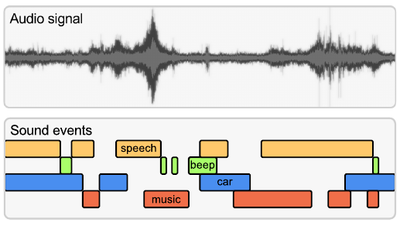 Audio signal
Sound events
speech
beep
car
music